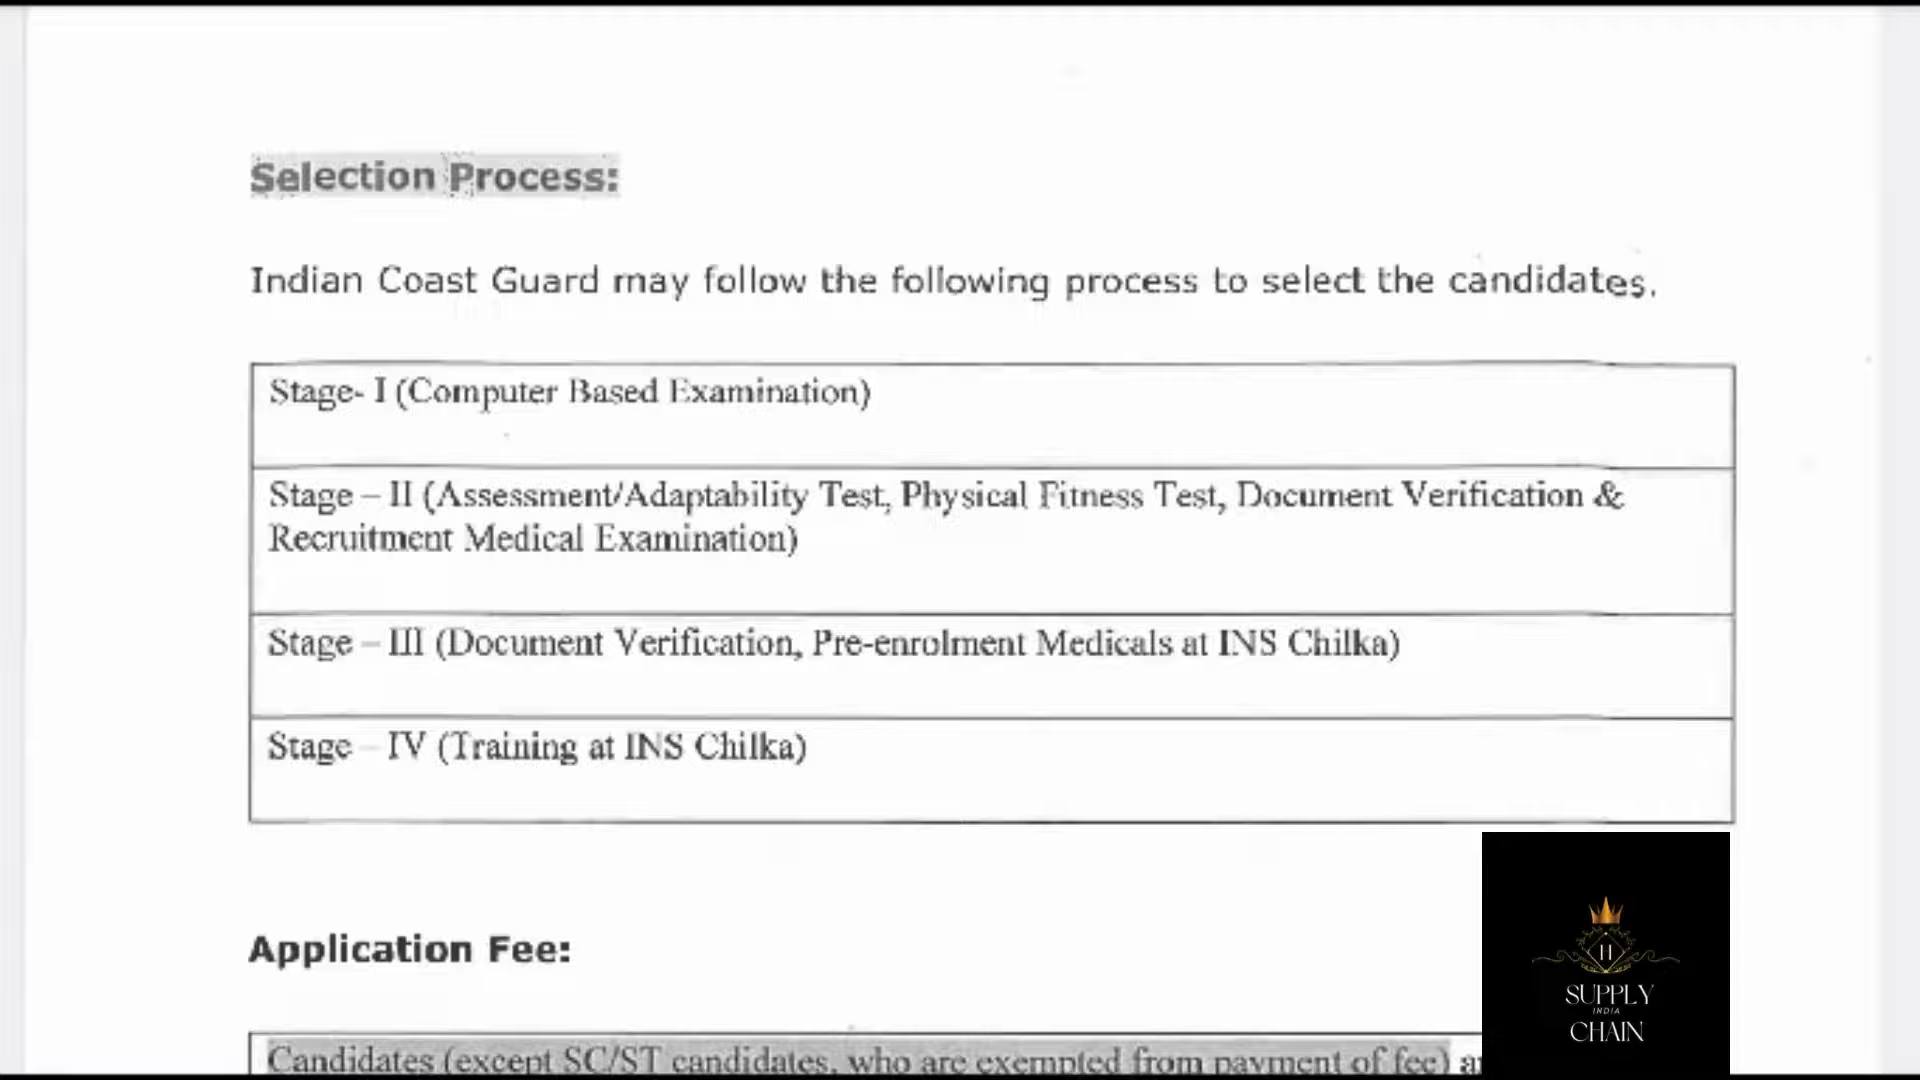 Selection Process:
Indian Coast Guard may follow the following process to select the candidates.
Stage- I (Computer Based Examination)
Stage – II (Assessment/Adaptability Test, Physical Fitness Test, Document Verification &
Recruitment Medical Examination)
Stage – III (Document Verification, Pre-enrolment Medicals at INS Chilka)
Stage – IV (Training at INS Chilka)
Application Fee:
Candidates (except SC/ST candidates, who are exempted from payment of fee)
H
SUPPLY
INDIA
CHAIN